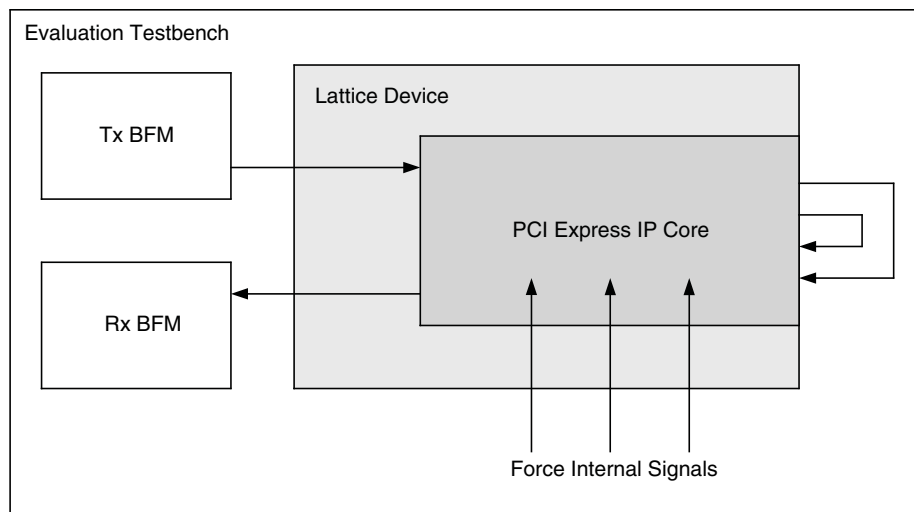 Evaluation Testbench
Lattice Device
Tx BFM
PCI Express IP Core
Rx BFM
Force Internal Signals